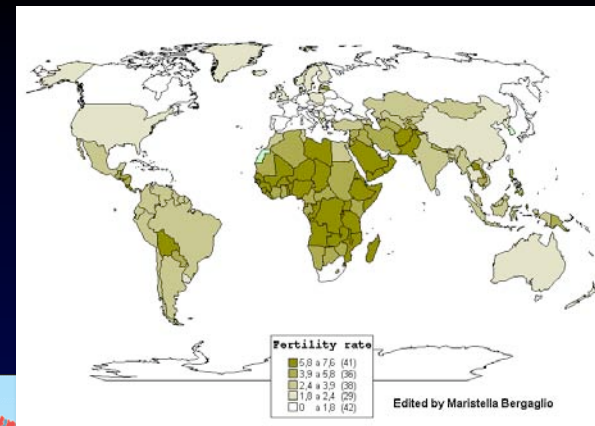 Fertility rate
5,8 a 7,6 (41)
3,9 a 5,8 (36)
2,4 a 3,9 (38)
1,8 a 2,4 (29)
0 a 1,8 (42)
Edited by Maristella Bergaglio